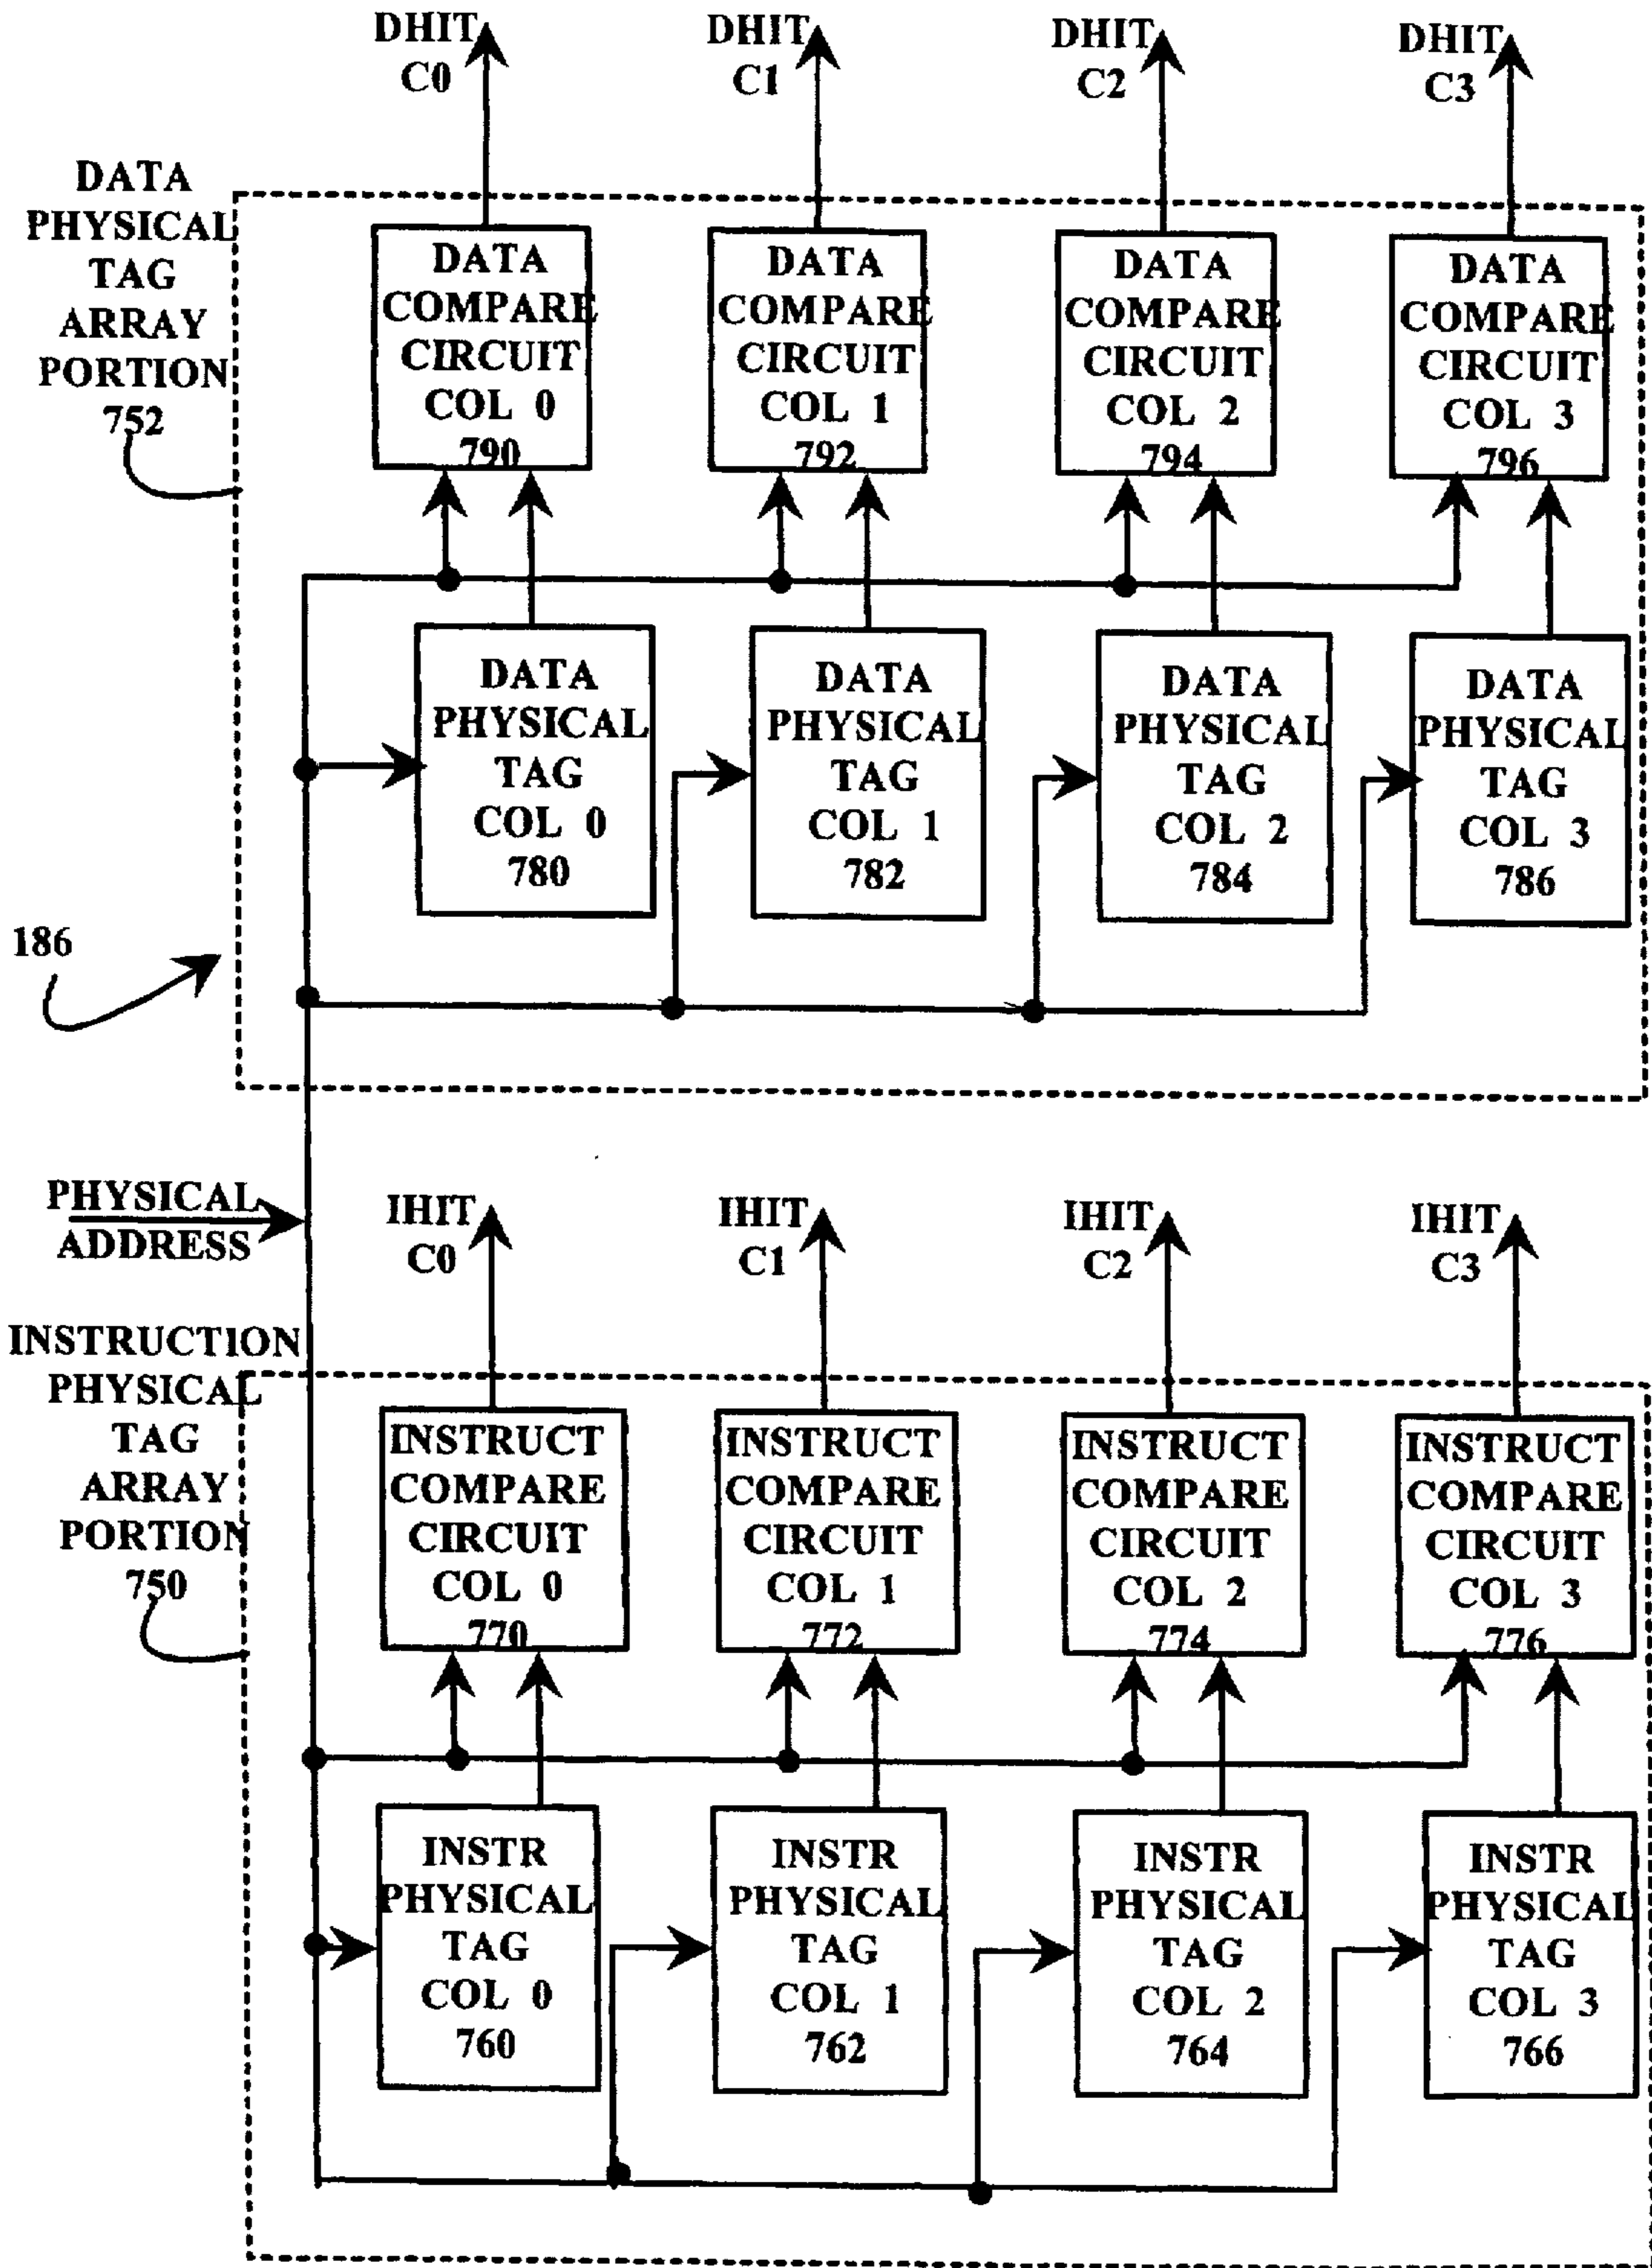 DHIT
C0
DHIT
C1
DHIT
C2
DHIT
C3
DATA
PHYSICAL
TAG
ARRAY
PORTION
752
DATA
COMPARE
CIRCUIT
COL 0
790
DATA
COMPARE
CIRCUIT
COL 1
792
DATA
COMPARE
CIRCUIT
COL 2
794
DATA
COMPARE
CIRCUIT
COL 3
796
DATA
PHYSICAL
TAG
COL 0
780
DATA
PHYSICAL
TAG
COL 1
782
DATA
PHYSICAL
TAG
COL 2
784
DATA
PHYSICAL
TAG
COL 3
786
186
PHYSICAL
ADDRESS
IHIT
C0
IHIT
C1
IHIT
C2
IHIT
C3
INSTRUCTION
PHYSICAL
TAG
ARRAY
PORTION
750
INSTRUCT
COMPARE
CIRCUIT
COL 0
770
INSTRUCT
COMPARE
CIRCUIT
COL 1
772
INSTRUCT
COMPARE
CIRCUIT
COL 2
774
INSTRUCT
COMPARE
CIRCUIT
COL 3
776
INSTR
PHYSICAL
TAG
COL 0
760
INSTR
PHYSICAL
TAG
COL 1
762
INSTR
PHYSICAL
TAG
COL 2
764
INSTR
PHYSICAL
TAG
COL 3
766